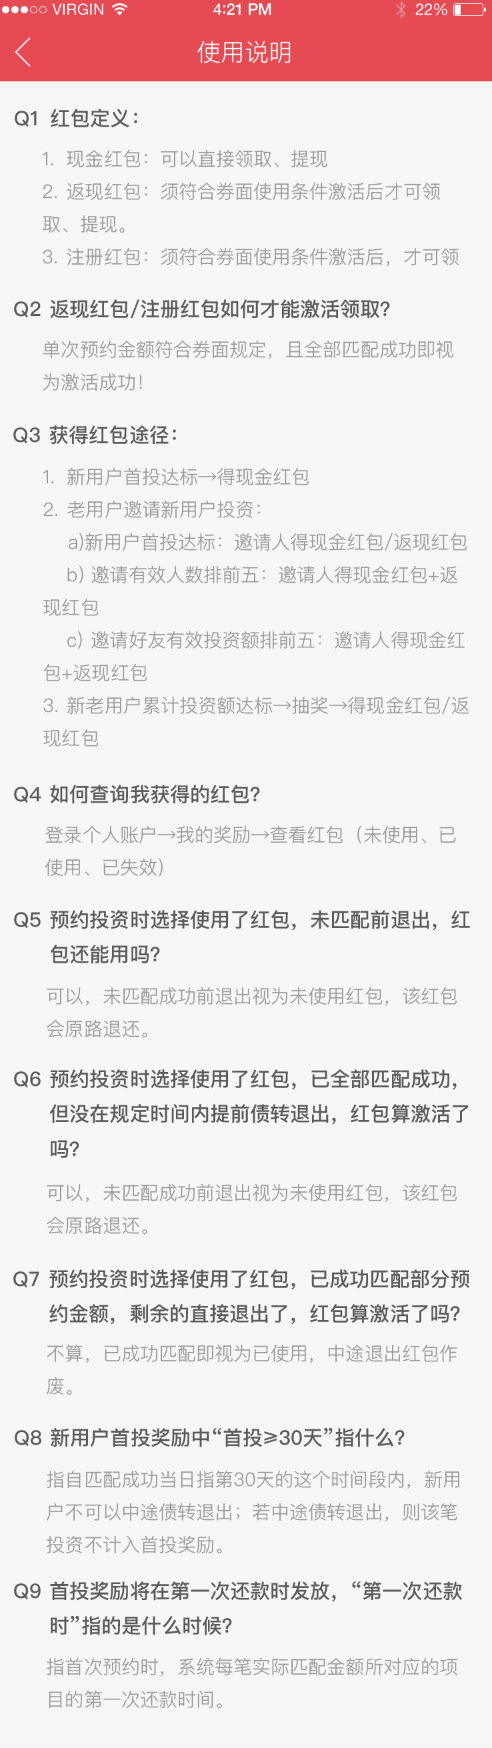 VIRGIN 4:21 PM 22%
使用说明
Q1 红包定义：
1. 现金红包：可以直接领取、提现
2. 返现红包：须符合券面使用条件激活后才可领
取、提现。
3. 注册红包：须符合券面使用条件激活后，才可领
Q2 返现红包/注册红包如何才能激活领取？
单次预约金额符合券面规定，且全部匹配成功即视
为激活成功！
Q3 获得红包途径：
1. 新用户首投达标→得现金红包
2. 老用户邀请新用户投资：
a)新用户首投达标：邀请人得现金红包/返现红包
b) 邀请有效人数排前五：邀请人得现金红包+返
现红包
c) 邀请好友有效投资额排前五：邀请人得现金红
包+返现红包
3. 新老用户累计投资额达标→抽奖→得现金红包/返
现红包
Q4 如何查询我获得的红包？
登录个人账户→我的奖励→查看红包（未使用、已
使用、已失效）
Q5 预约投资时选择使用了红包，未匹配前退出，红
包还能用吗？
可以，未匹配成功前退出视为未使用红包，该红包
会原路退还。
Q6 预约投资时选择使用了红包，已全部匹配成功，
但没在规定时间内提前债转退出，红包算激活了
吗？
可以，未匹配成功前退出视为未使用红包，该红包
会原路退还。
Q7 预约投资时选择使用了红包，已成功匹配部分预
约金额，剩余的直接退出了，红包算激活了吗？
不算，已成功匹配即视为已使用，中途退出红包作
废。
Q8 新用户首投奖励中“首投≥30天”指什么？
指自匹配成功当日指第30天的这个时间段内，新用
户不可以中途债转退出；若中途债转退出，则该笔
投资不计入首投奖励。
Q9 首投奖励将在第一次还款时发放，“第一次还款
时”指的是什么时候？
指首次预约时，系统每笔实际匹配金额所对应的项
目的第一次还款时间。